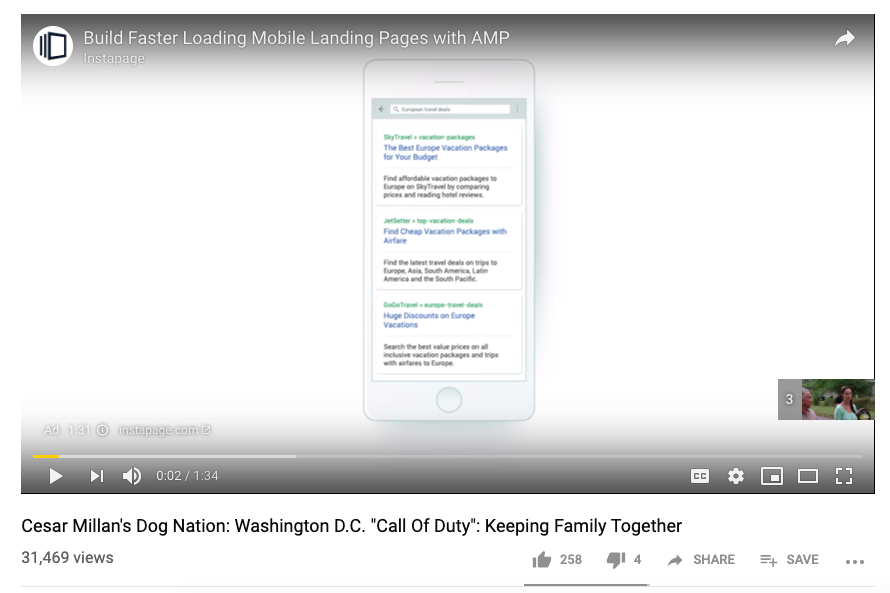 Build Faster Loading Mobile Landing Pages with AMP
Instapage
European travel deals
SkyTravel » vacation-packages
The Best Europe Vacation Packages
for Your Budget
Find affordable vacation packages to
Europe on SkyTravel by comparing
prices and reading hotel reviews.
JetSetter » top-vacation-deals
Find Cheap Vacation Packages with
Airfare
Find the latest travel deals on trips to
Europe, Asia, South America, Latin
America and the South Pacific.
GoGoTravel » europe-travel-deals
Huge Discounts on Europe
Vacations
Search the best value prices on all
inclusive vacation packages and trips
with airfares to Europe.
3
Ad · 1:31 instapage.com
0:02 / 1:34
CC
Cesar Millan's Dog Nation: Washington D.C. "Call Of Duty": Keeping Family Together
31,469 views
258 4 SHARE SAVE